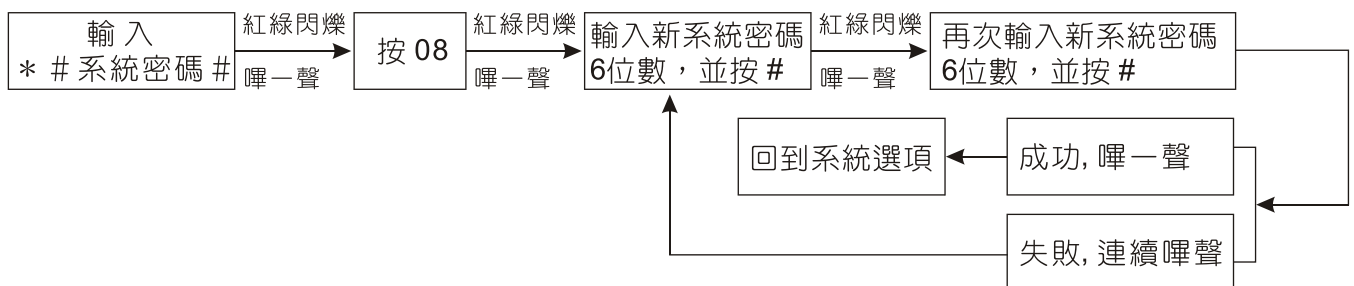 輸入
＊＃系統密碼＃
紅綠閃爍
嗶一聲
按 08
紅綠閃爍
嗶一聲
輸入新系統密碼
6位數，並按＃
紅綠閃爍
嗶一聲
再次輸入新系統密碼
6位數，並按＃
回到系統選項
成功, 嗶一聲
失敗, 連續嗶聲